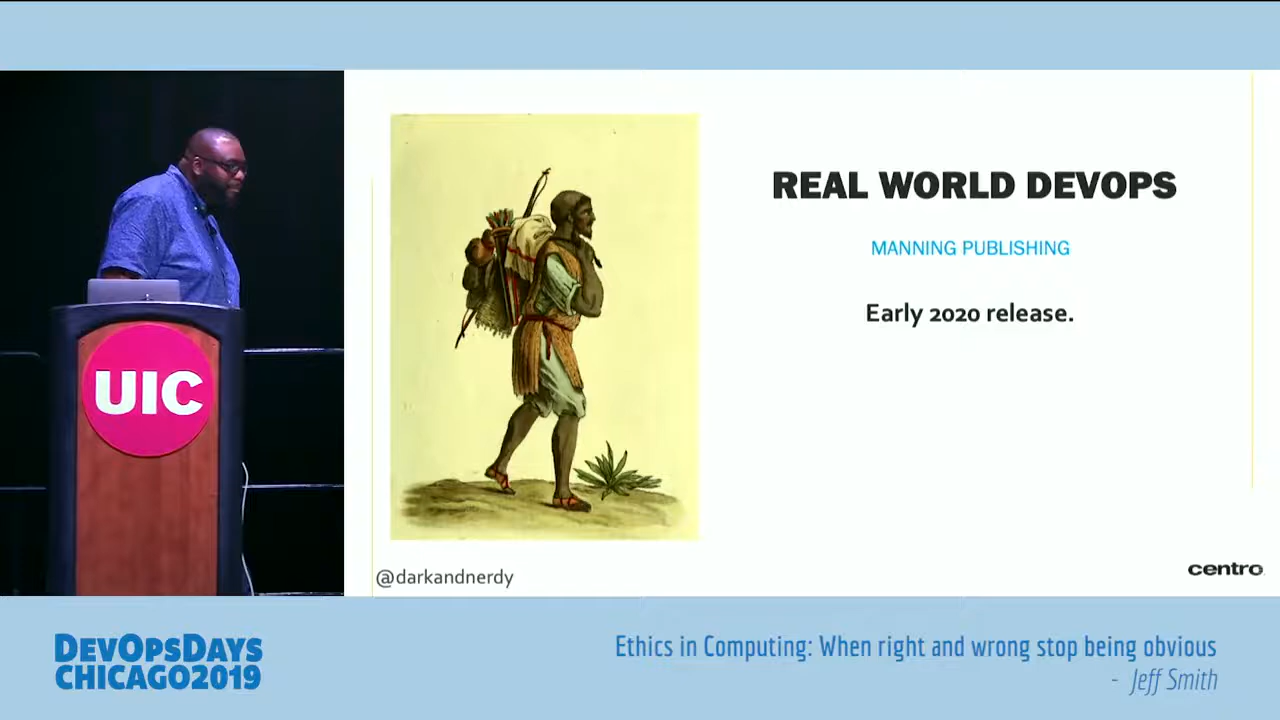 REAL WORLD DEVOPS
MANNING PUBLISHING
Early 2020 release.
UIC
@darkandnerdy
centro
DEVOPSDAYS
CHICAGO2019
Ethics in Computing: When right and wrong stop being obvious
- Jeff Smith